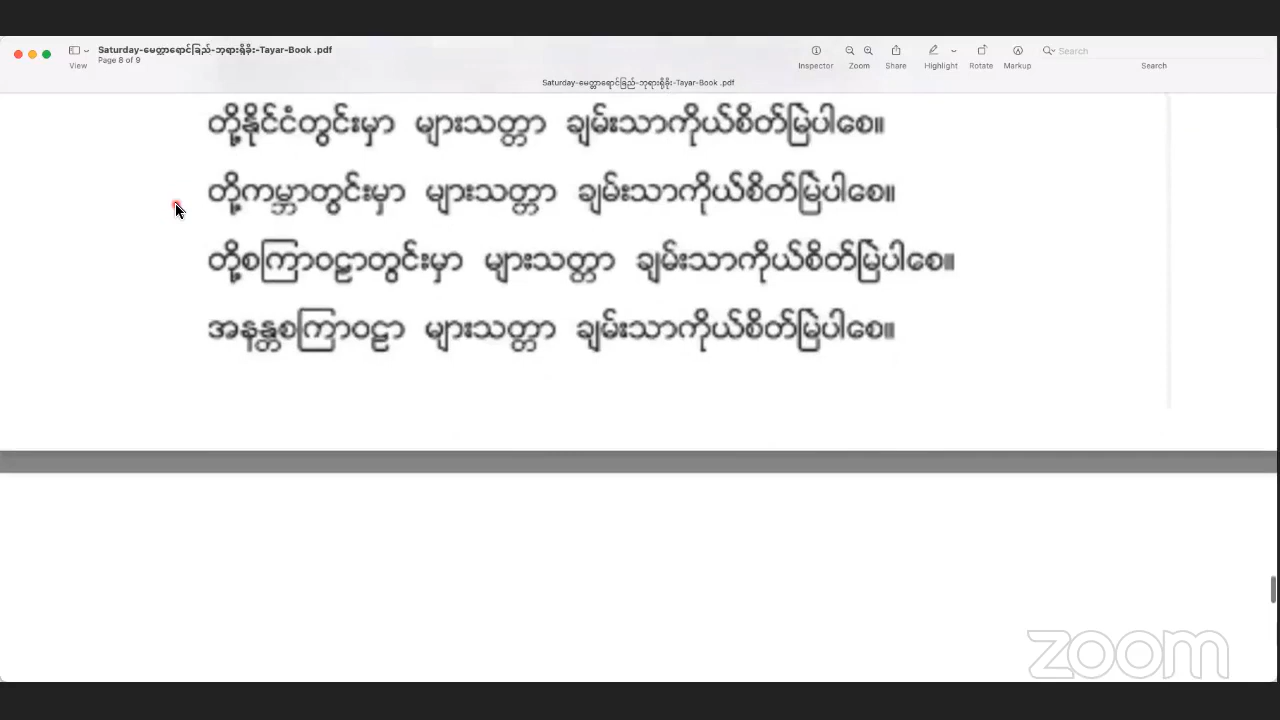 Saturday-မေတ္တာရောင်ခြည်-ဘုရားရှိခိုး-Tayar-Book .pdf
Page 8 of 9
View
Inspector
Zoom
Share
Highlight
Rotate
Markup
Search
Search
Saturday-မေတ္တာရောင်ခြည်-ဘုရားရှိခိုး-Tayar-Book .pdf
တို့နိုင်ငံတွင်းမှာ များသတ္တာ ချမ်းသာကိုယ်စိတ်မြဲပါစေ။
တို့ကမ္ဘာတွင်းမှာ များသတ္တာ ချမ်းသာကိုယ်စိတ်မြဲပါစေ။
တို့စကြာဝဠာတွင်းမှာ များသတ္တာ ချမ်းသာကိုယ်စိတ်မြဲပါစေ။
အနန္တစကြာဝဠာ များသတ္တာ ချမ်းသာကိုယ်စိတ်မြဲပါစေ။
zoom